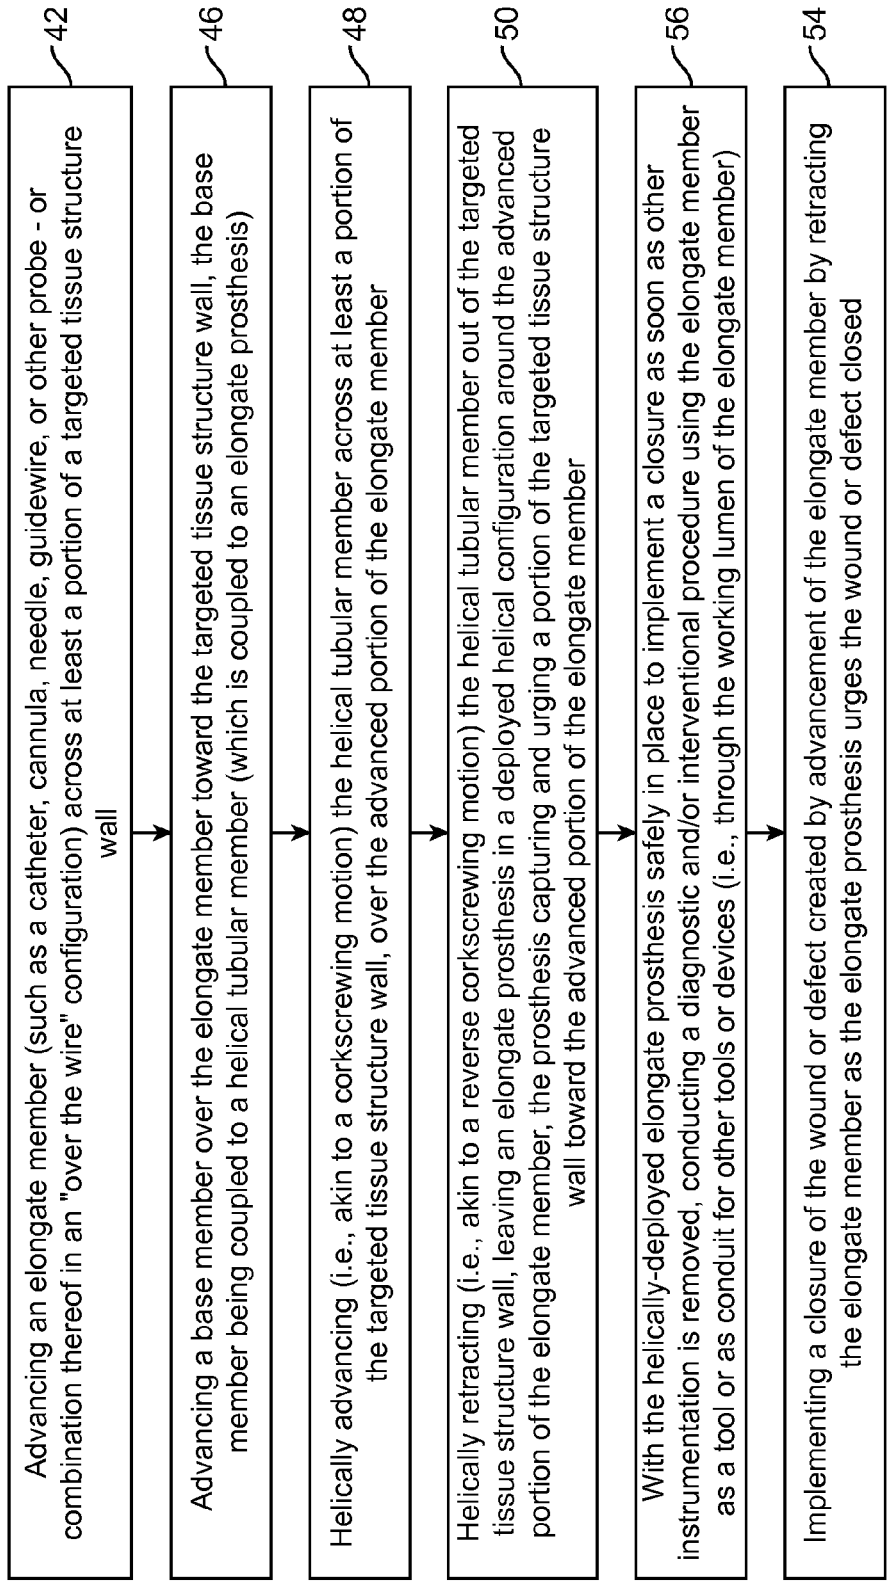 Advancing an elongate member (such as a catheter, cannula, needle, guidewire, or other probe - or
combination thereof in an "over the wire" configuration) across at least a portion of a targeted tissue structure
wall
42
Advancing a base member over the elongate member toward the targeted tissue structure wall, the base
member being coupled to a helical tubular member (which is coupled to an elongate prosthesis)
46
Helically advancing (i.e., akin to a corkscrewing motion) the helical tubular member across at least a portion of
the targeted tissue structure wall, over the advanced portion of the elongate member
48
Helically retracting (i.e., akin to a reverse corkscrewing motion) the helical tubular member out of the targeted
tissue structure wall, leaving an elongate prosthesis in a deployed helical configuration around the advanced
portion of the elongate member, the prosthesis capturing and urging a portion of the targeted tissue structure
wall toward the advanced portion of the elongate member
50
With the helically-deployed elongate prosthesis safely in place to implement a closure as soon as other
instrumentation is removed, conducting a diagnostic and/or interventional procedure using the elongate member
as a tool or as conduit for other tools or devices (i.e., through the working lumen of the elongate member)
56
Implementing a closure of the wound or defect created by advancement of the elongate member by retracting
the elongate member as the elongate prosthesis urges the wound or defect closed
54